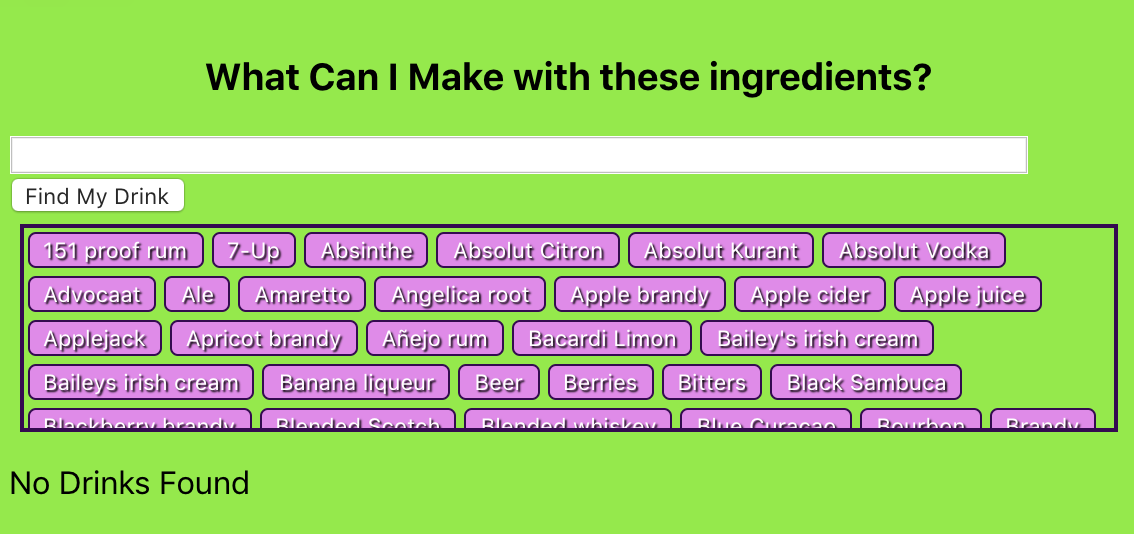 What Can I Make with these ingredients?
Find My Drink
151 proof rum 7-Up Absinthe Absolut Citron Absolut Kurant Absolut Vodka
Advocaat Ale Amaretto Angelica root Apple brandy Apple cider Apple juice
Applejack Apricot brandy Añejo rum Bacardi Limon Bailey's irish cream
Baileys irish cream Banana liqueur Beer Berries Bitters Black Sambuca
Blackberry brandy Blended Scotch Blended whiskey Blue Curacao Bourbon Brandy
No Drinks Found